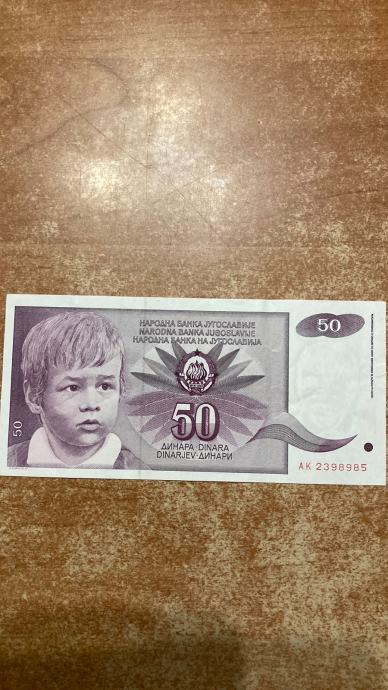 НАРОДНА БАНКА ЈУГОСЛАВИЈЕ
NARODNA BANKA JUGOSLAVIJE
НАРОДНА БАНКА НА ЈУГОСЛАВИЈА
50
50
ДИНАРА·DINARA
DINARJEV·ДИНАРИ
50
AK 2398985